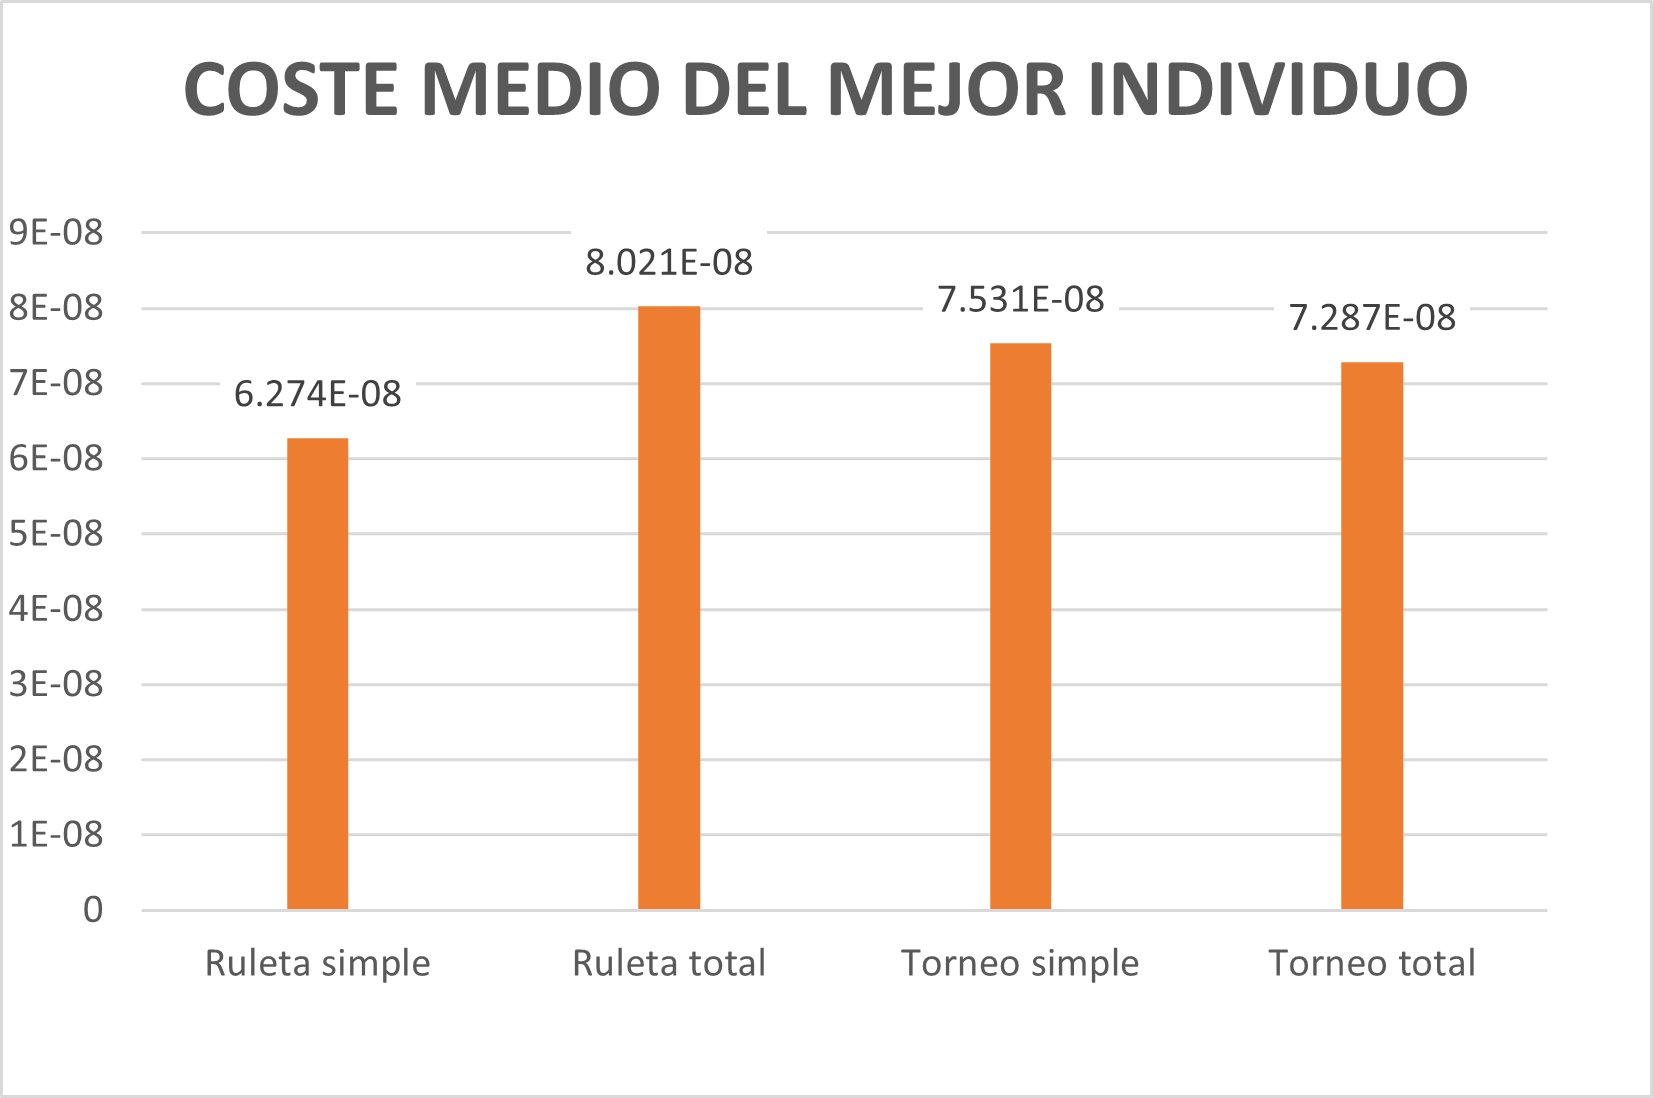 COSTE MEDIO DEL MEJOR INDIVIDUO
9E-08
8E-08
7E-08
6E-08
5E-08
4E-08
3E-08
2E-08
1E-08
0
6.274E-08
8.021E-08
7.531E-08
7.287E-08
Ruleta simple
Ruleta total
Torneo simple
Torneo total